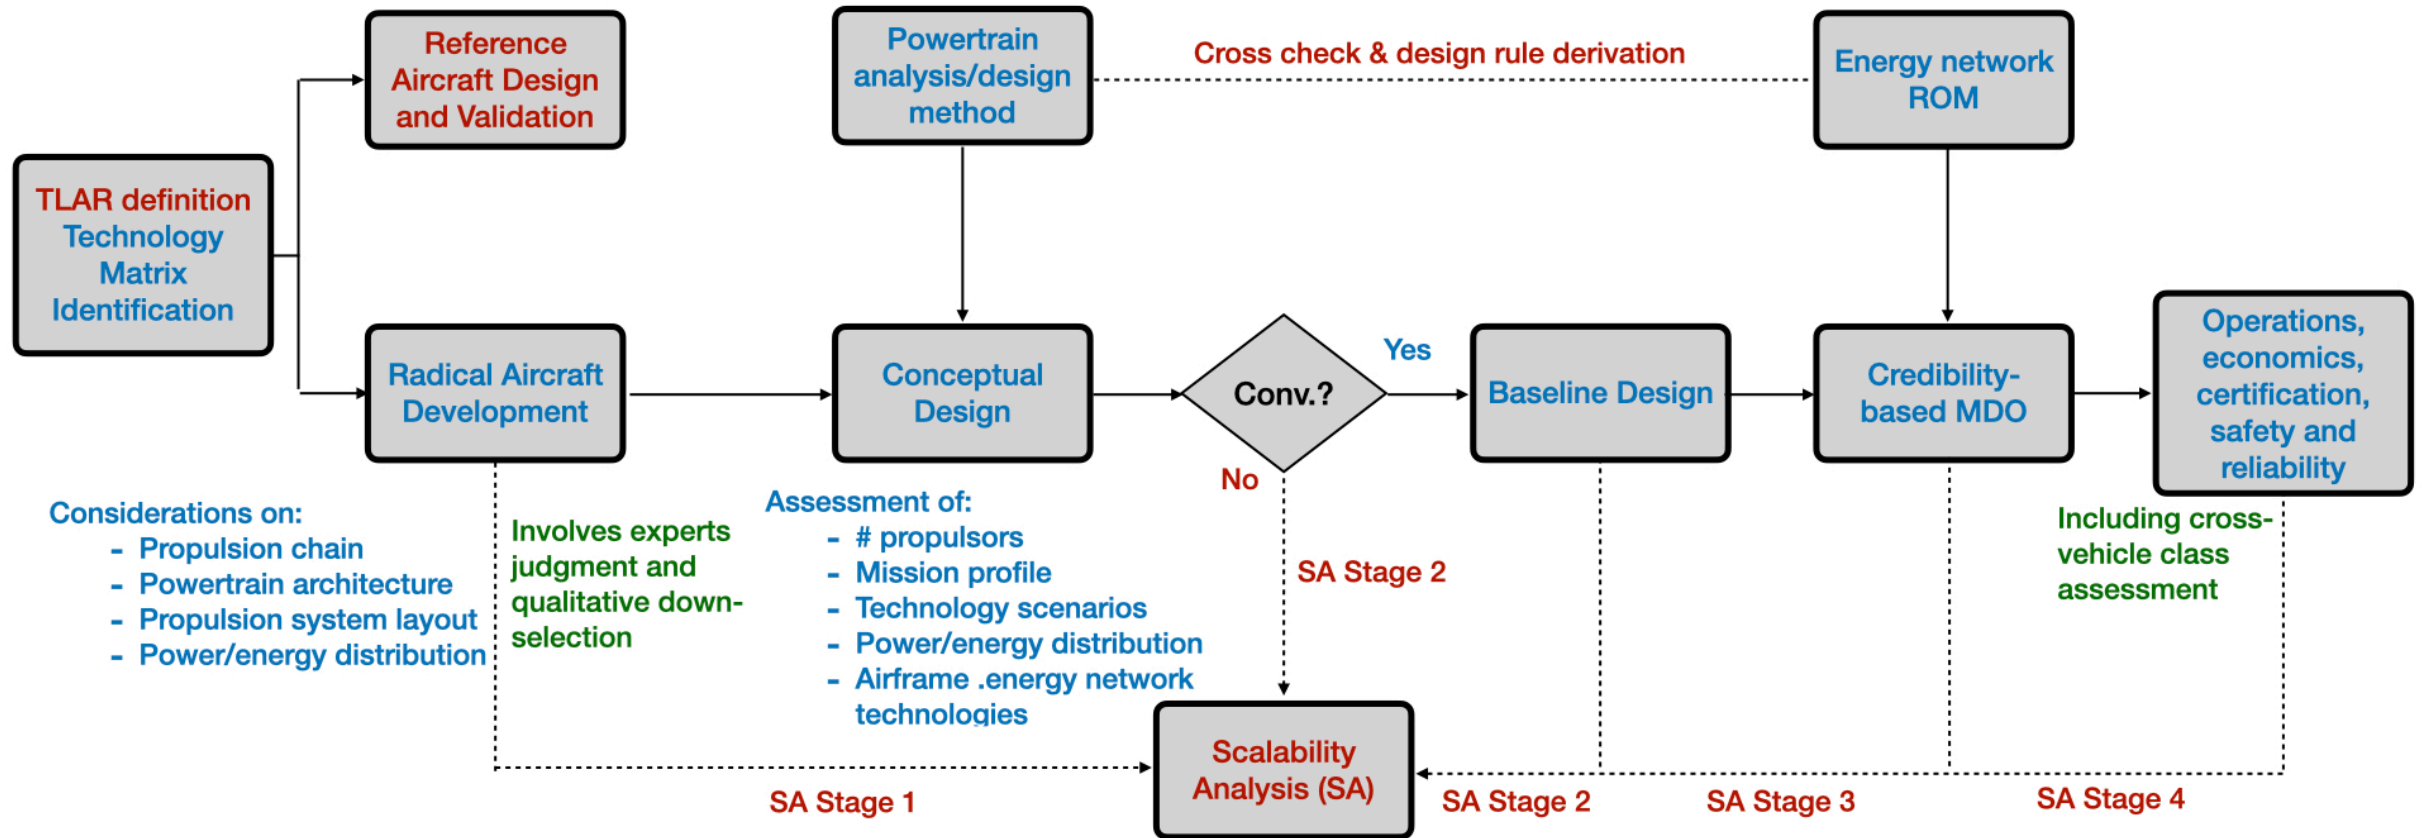 Reference
Aircraft Design
and Validation
Powertrain
analysis/design
method
Cross check & design rule derivation
Energy network
ROM
TLAR definition
Technology
Matrix
Identification
Radical Aircraft
Development
Conceptual
Design
Conv.?
Yes
No
Baseline Design
Credibility-
based MDO
Operations,
economics,
certification,
safety and
reliability
Considerations on:
- Propulsion chain
- Powertrain architecture
- Propulsion system layout
- Power/energy distribution
Involves experts
judgment and
qualitative down-
selection
Assessment of:
- # propulsors
- Mission profile
- Technology scenarios
- Power/energy distribution
- Airframe .energy network
technologies
SA Stage 2
Including cross-
vehicle class
assessment
Scalability
Analysis (SA)
SA Stage 1
SA Stage 2
SA Stage 3
SA Stage 4